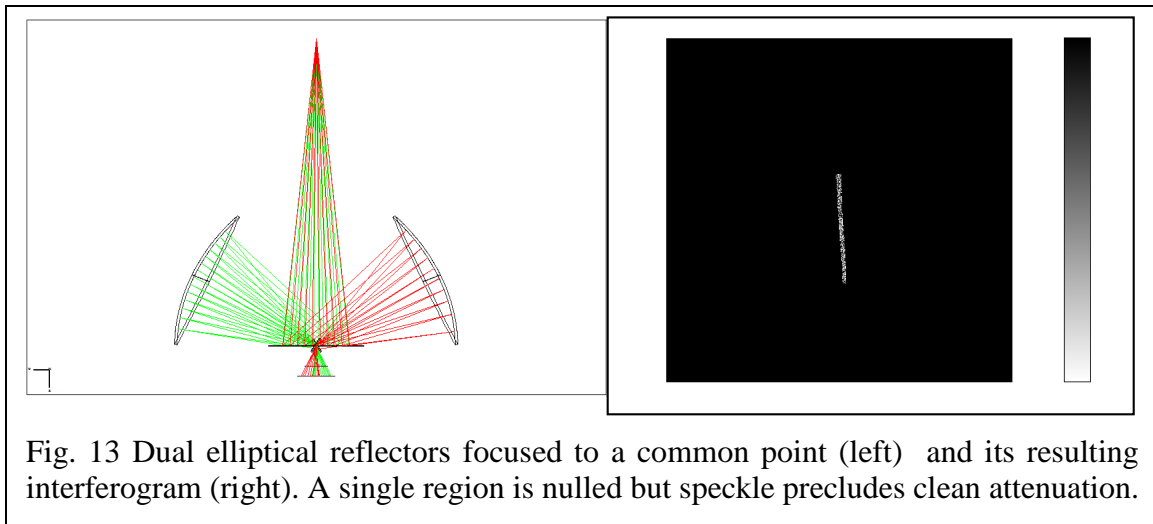 Fig. 13 Dual elliptical reflectors focused to a common point (left) and its resulting
interferogram (right). A single region is nulled but speckle precludes clean attenuation.